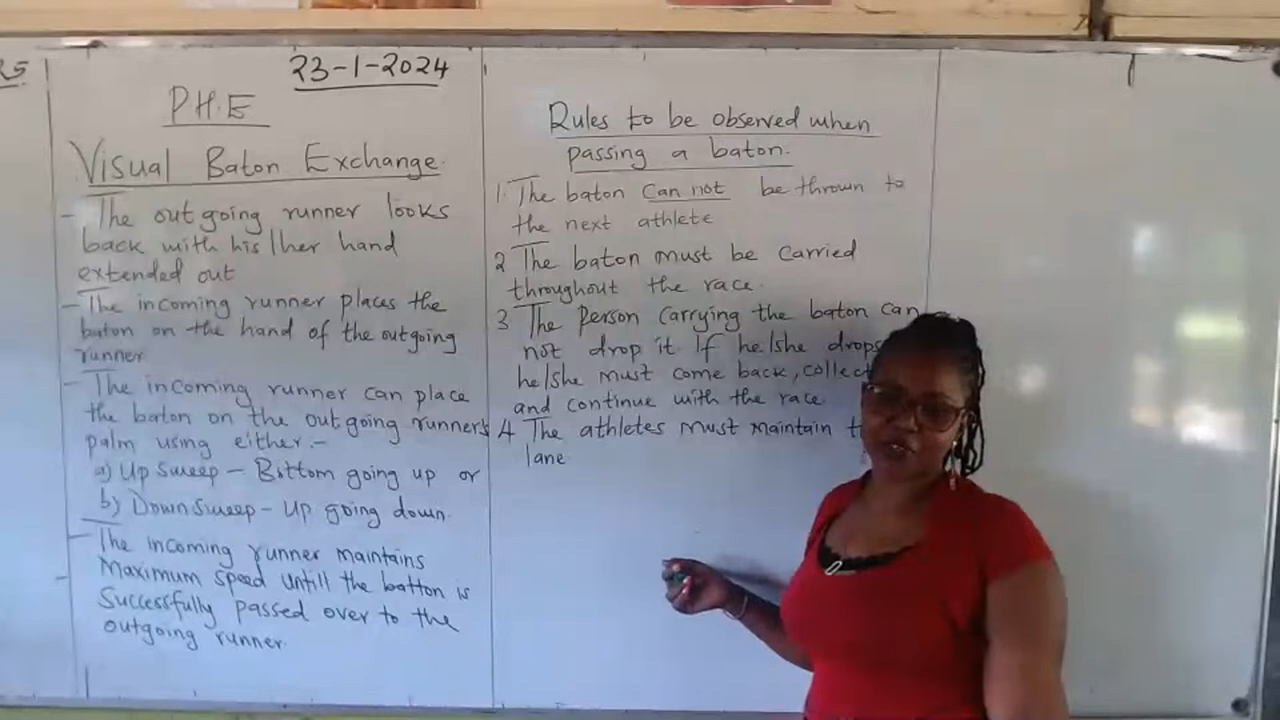 RS
23-1-2024
P.H.E
Visual Baton Exchange.
- The out going runner looks
back with his/her hand
extended out
- The incoming runner places the
baton on the hand of the outgoing
runner
- The incoming runner can place
the baton on the outgoing runners
palm using either:-
a) Up Sweep - Bottom going up or
b) Down Sweep - Up going down.
- The incoming runner maintains
Maximum speed Untill the batton is
Successfully passed over to the
outgoing runner.
Rules to be observed when
passing a baton.
1. The baton Can not be thrown to
the next athlete
2 The baton must be carried
throughout the race.
3 The person carrying the baton can
not drop it. If he/she drops
he/she must come back, collect
and continue with the race
4 The athletes must maintain
lane